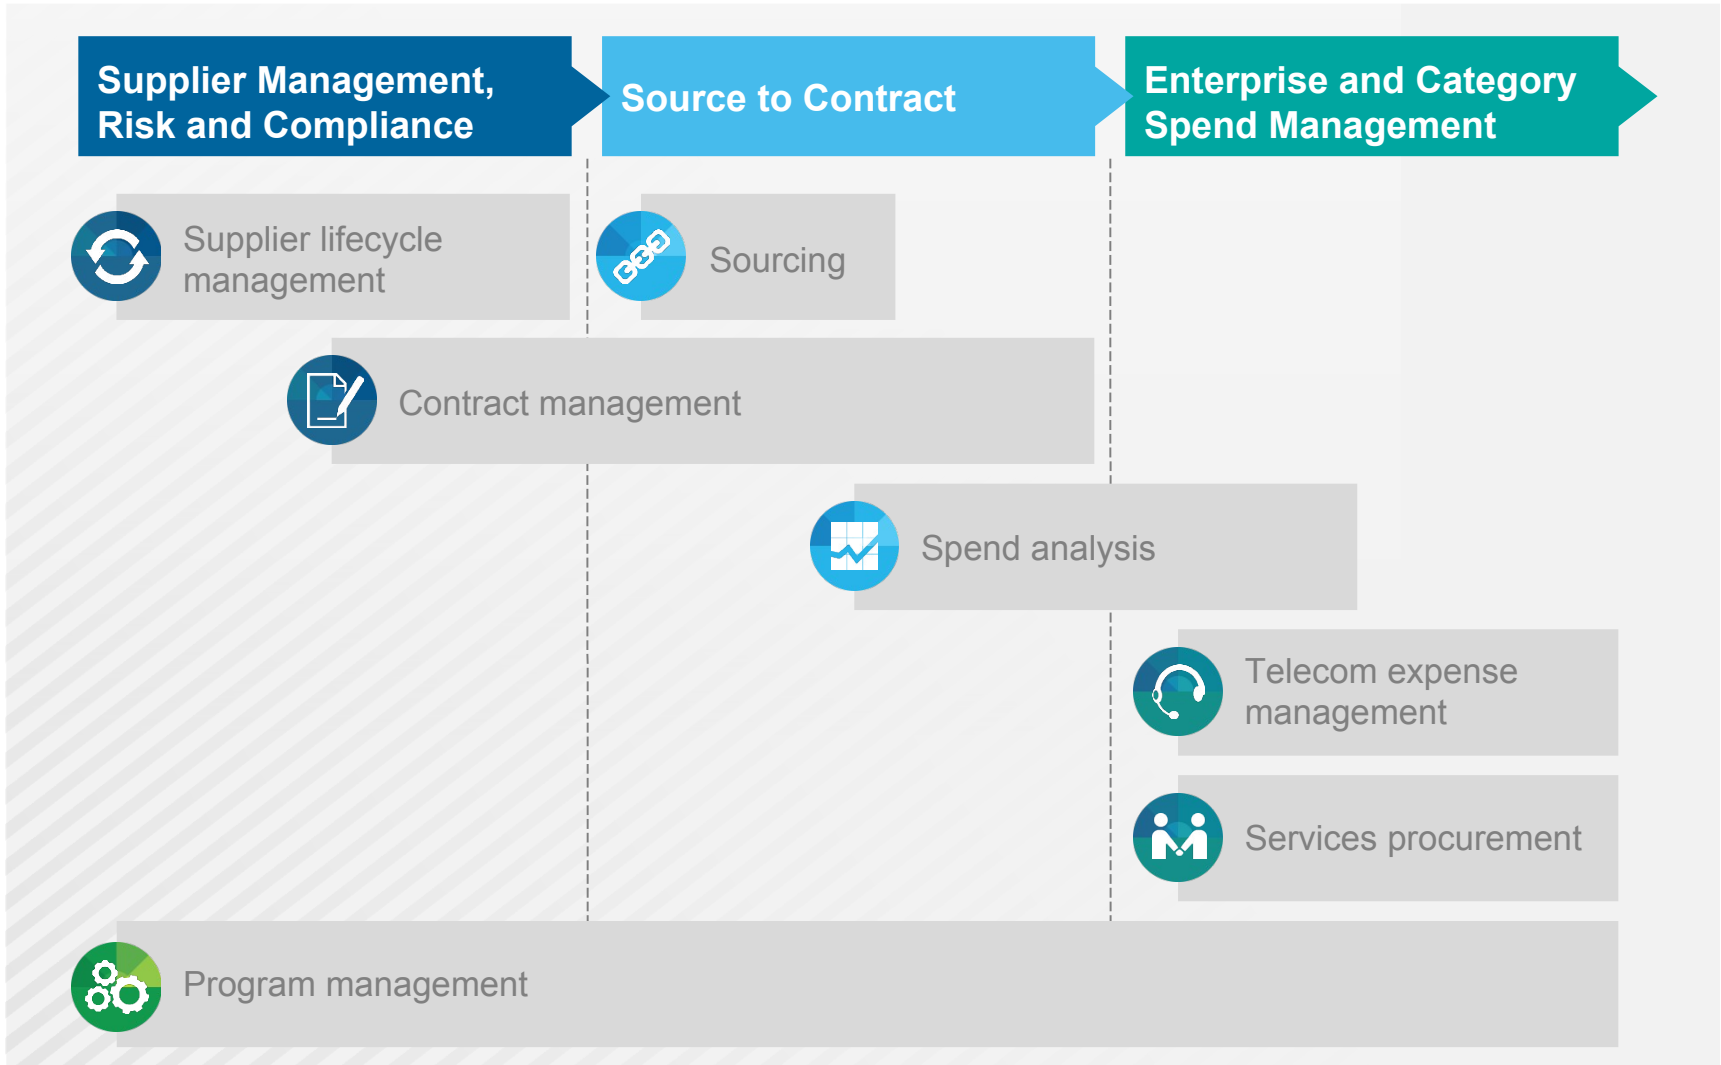 Supplier Management,
Risk and Compliance
Source to Contract
Enterprise and Category
Spend Management
Supplier lifecycle
management
Sourcing
Contract management
Spend analysis
Telecom expense
management
Services procurement
Program management